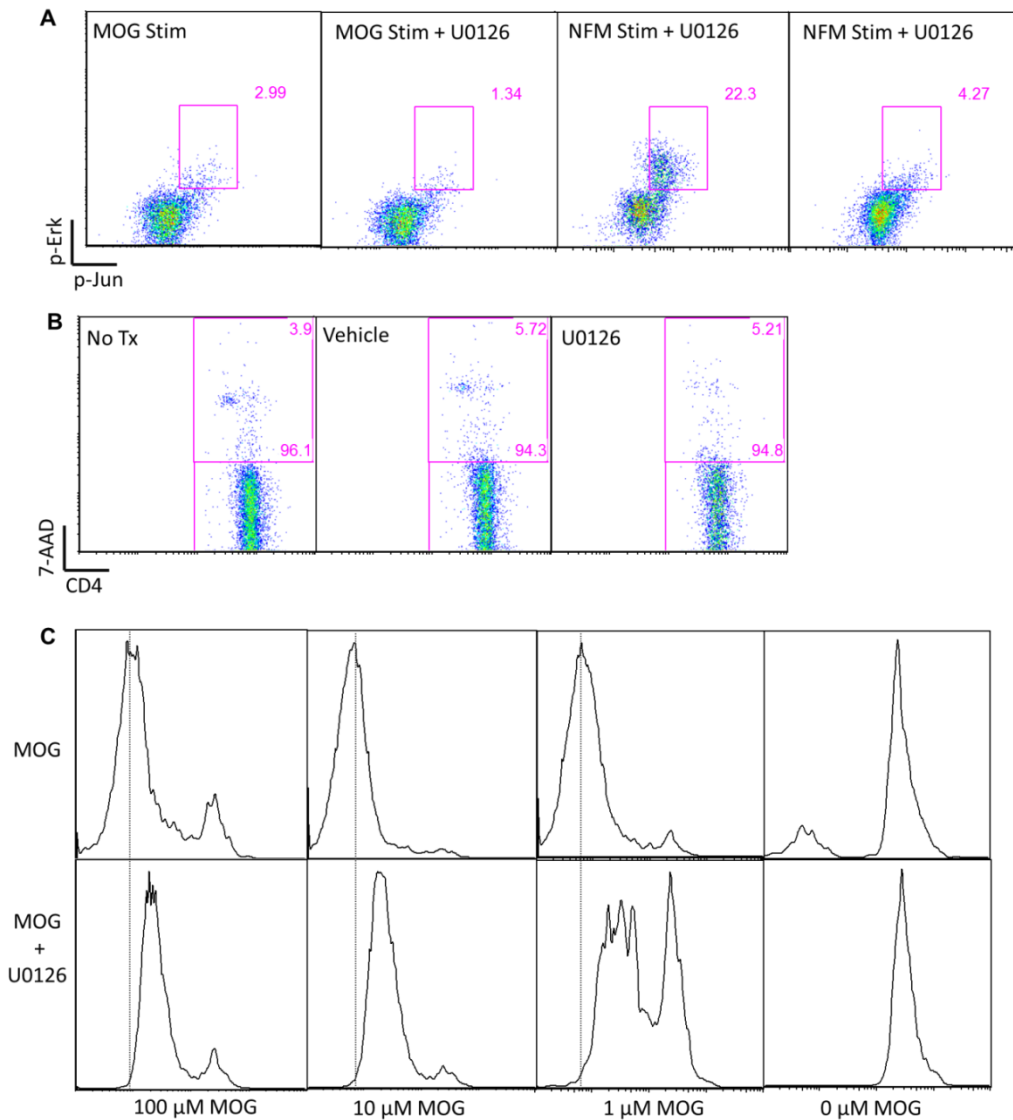 A
MOG Stim
MOG Stim + U0126
NFM Stim + U0126
NFM Stim + U0126
2.99
1.34
22.3
4.27
p-Erk
p-Jun
B
No Tx
Vehicle
U0126
3.9
5.72
5.21
96.1
94.3
94.8
7-AAD
CD4
C
MOG
MOG
+
U0126
100 µM MOG
10 µM MOG
1 µM MOG
0 µM MOG